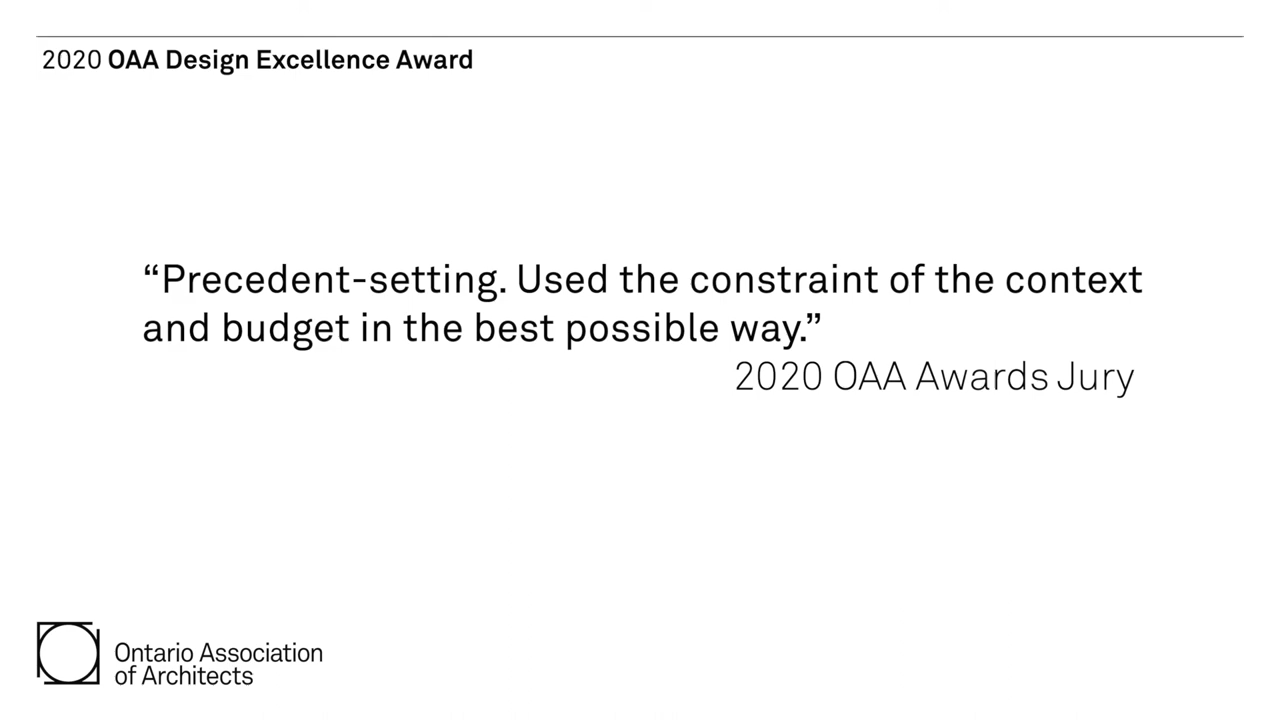 2020 OAA Design Excellence Award
“Precedent-setting. Used the constraint of the context
and budget in the best possible way.”
2020 OAA Awards Jury
Ontario Association
of Architects